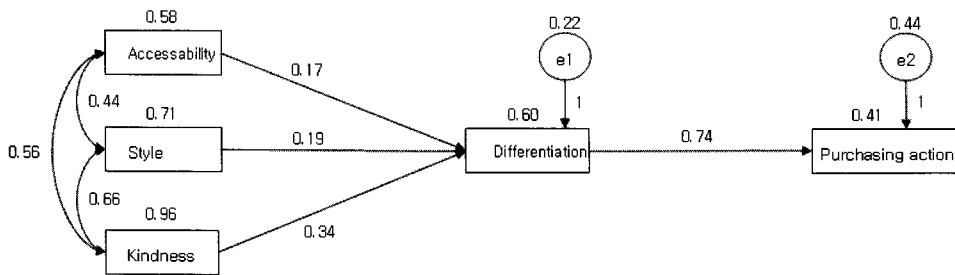 0.58
0.22
0.44
Accessability
e1
e2
0.17
1
1
0.44
0.71
0.60
0.41
0.56
Style
0.19
Differentiation
0.74
Purchasing action
0.66
0.96
0.34
Kindness